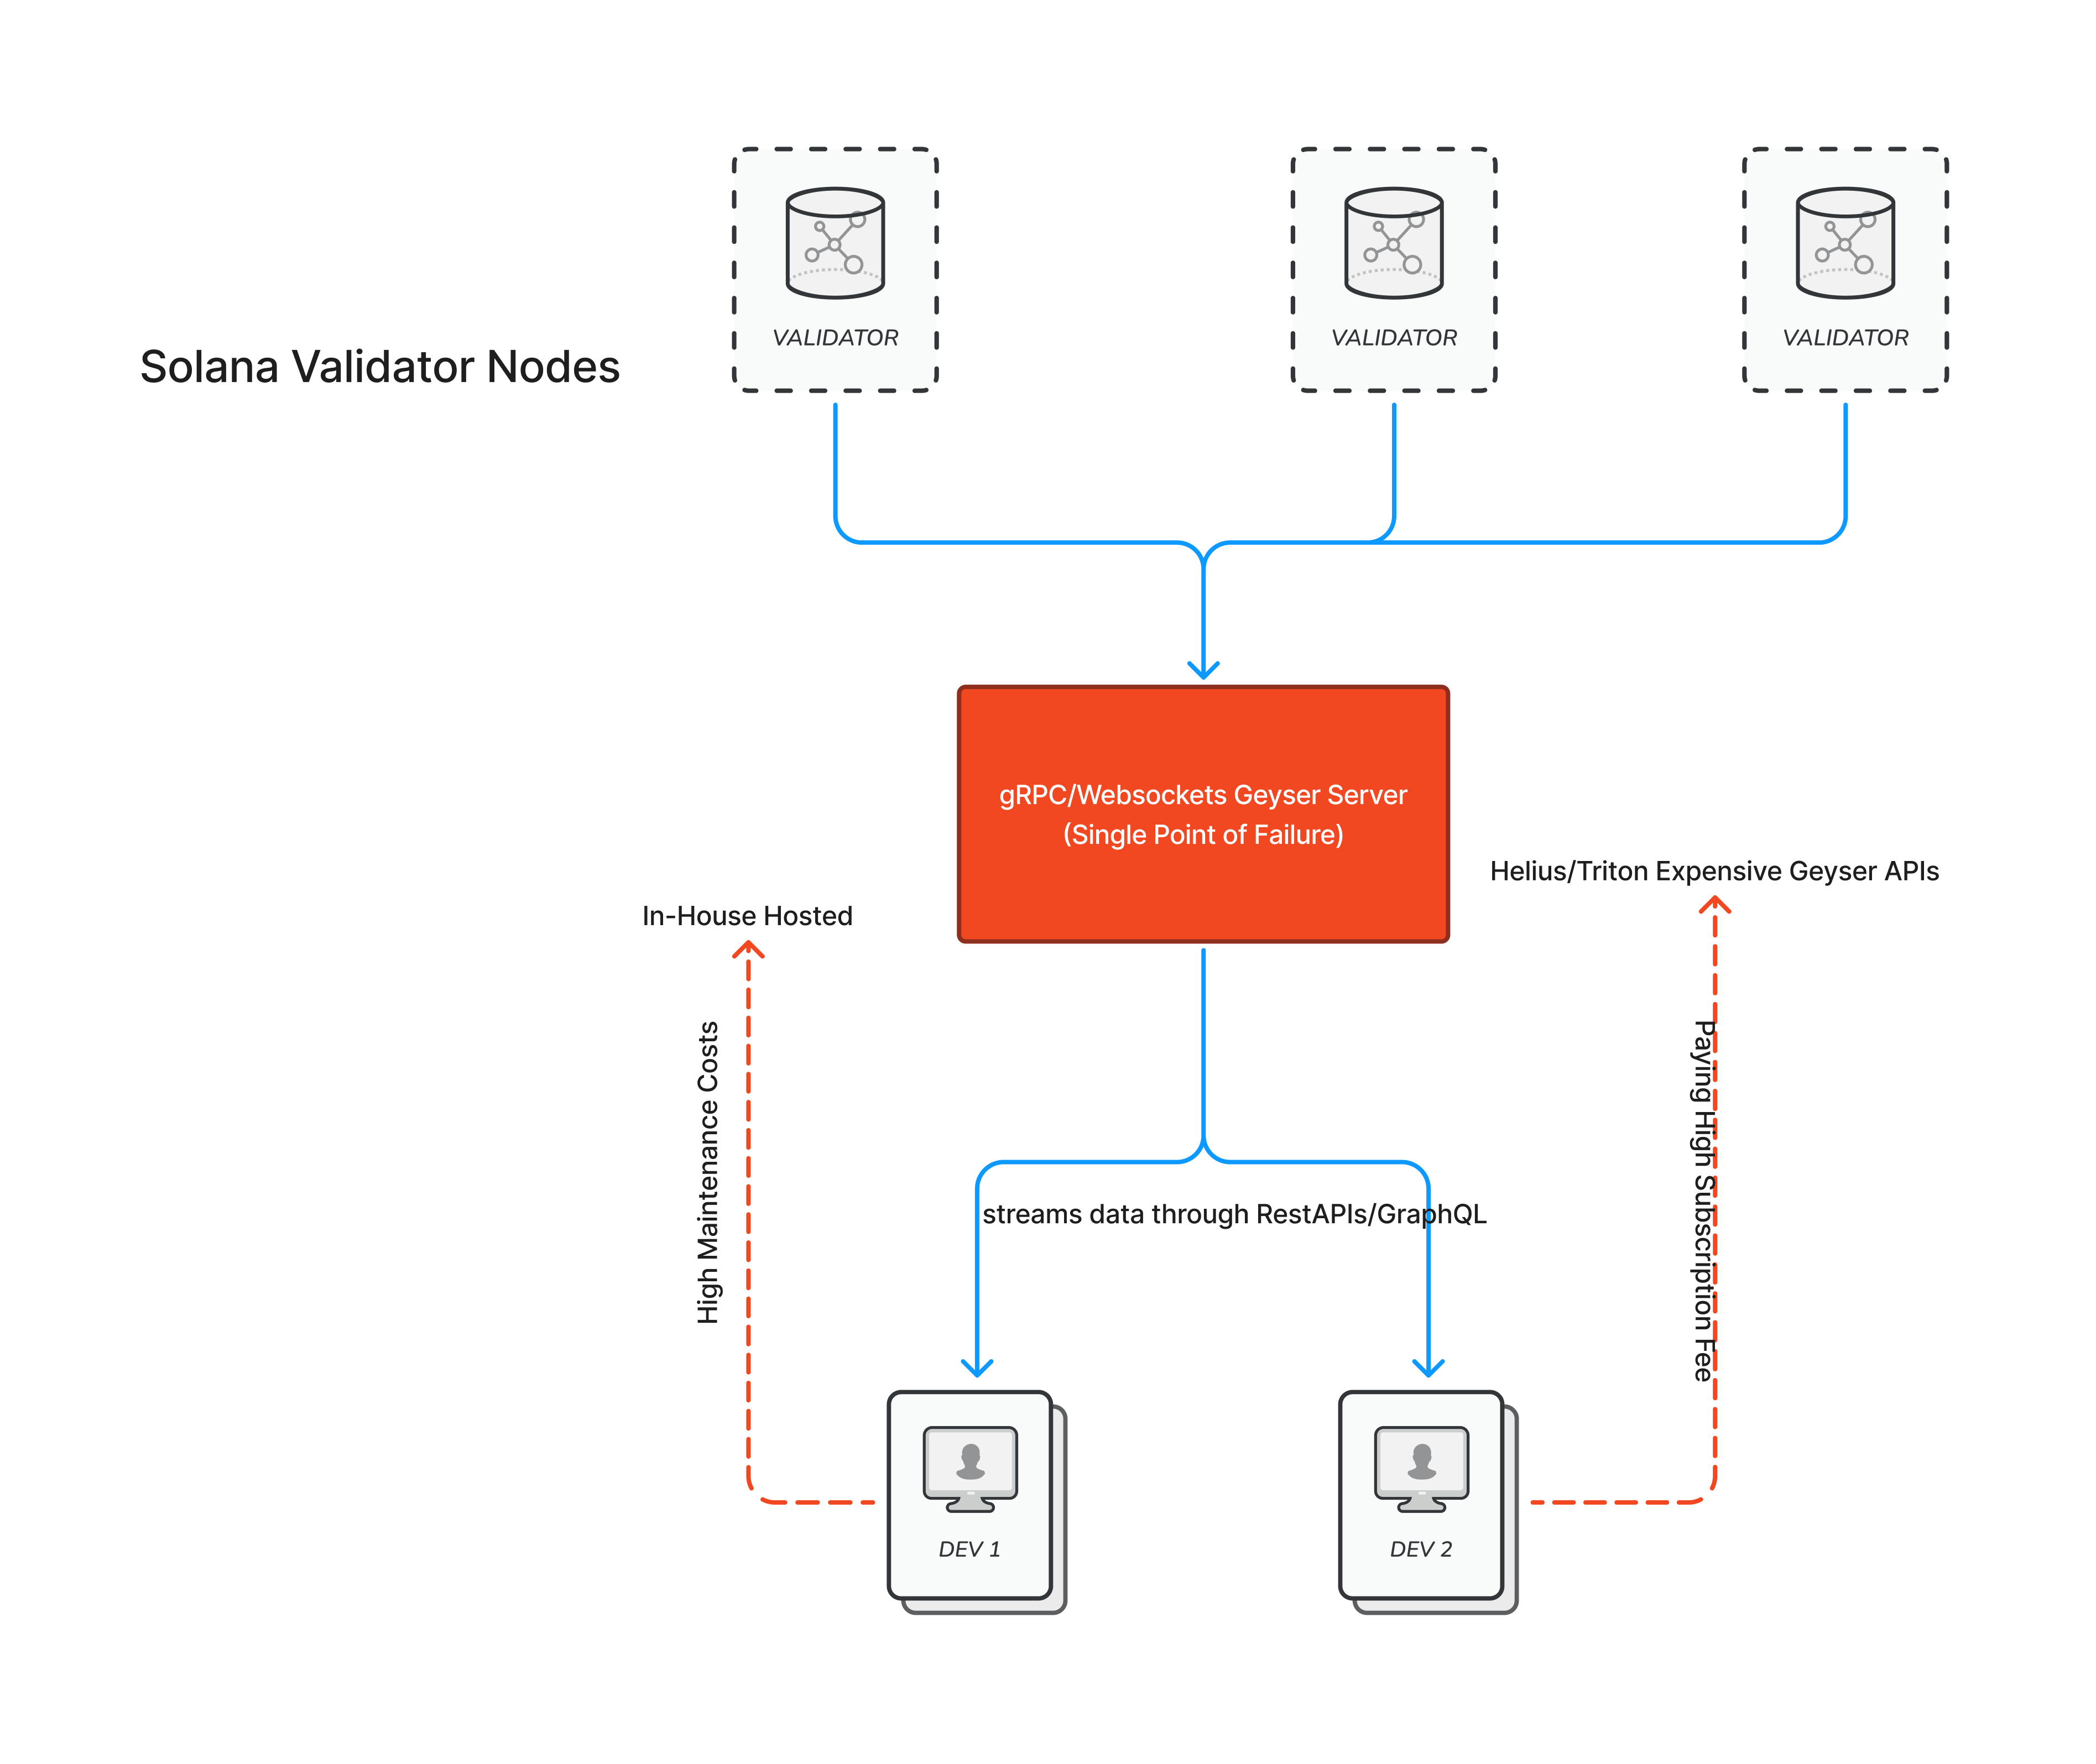 VALIDATOR
VALIDATOR
VALIDATOR
Solana Validator Nodes
gRPC/Websockets Geyser Server
(Single Point of Failure)
Helius/Triton Expensive Geyser APIs
In-House Hosted
High Maintenance Costs
Paying High Subscription Fee
streams data through RestAPIs/GraphQL
DEV 1
DEV 2